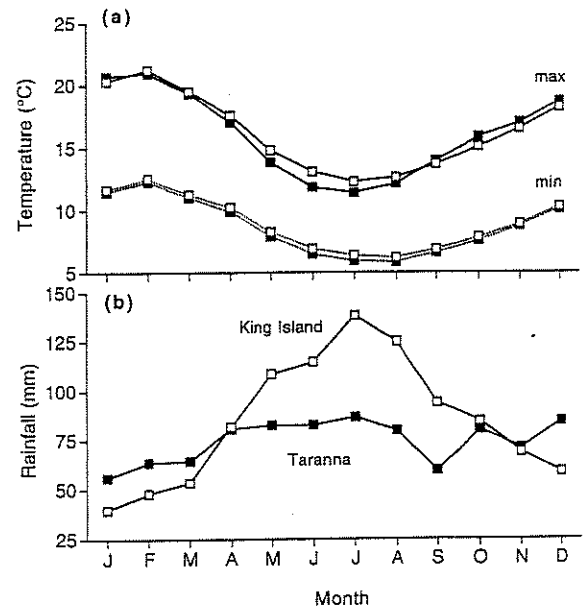 (a)
25
20
15
10
5
Temperature (°C)
max
min
(b)
150
125
100
75
50
25
Rainfall (mm)
King Island
Taranna
J F M A M J J A S O N D
Month